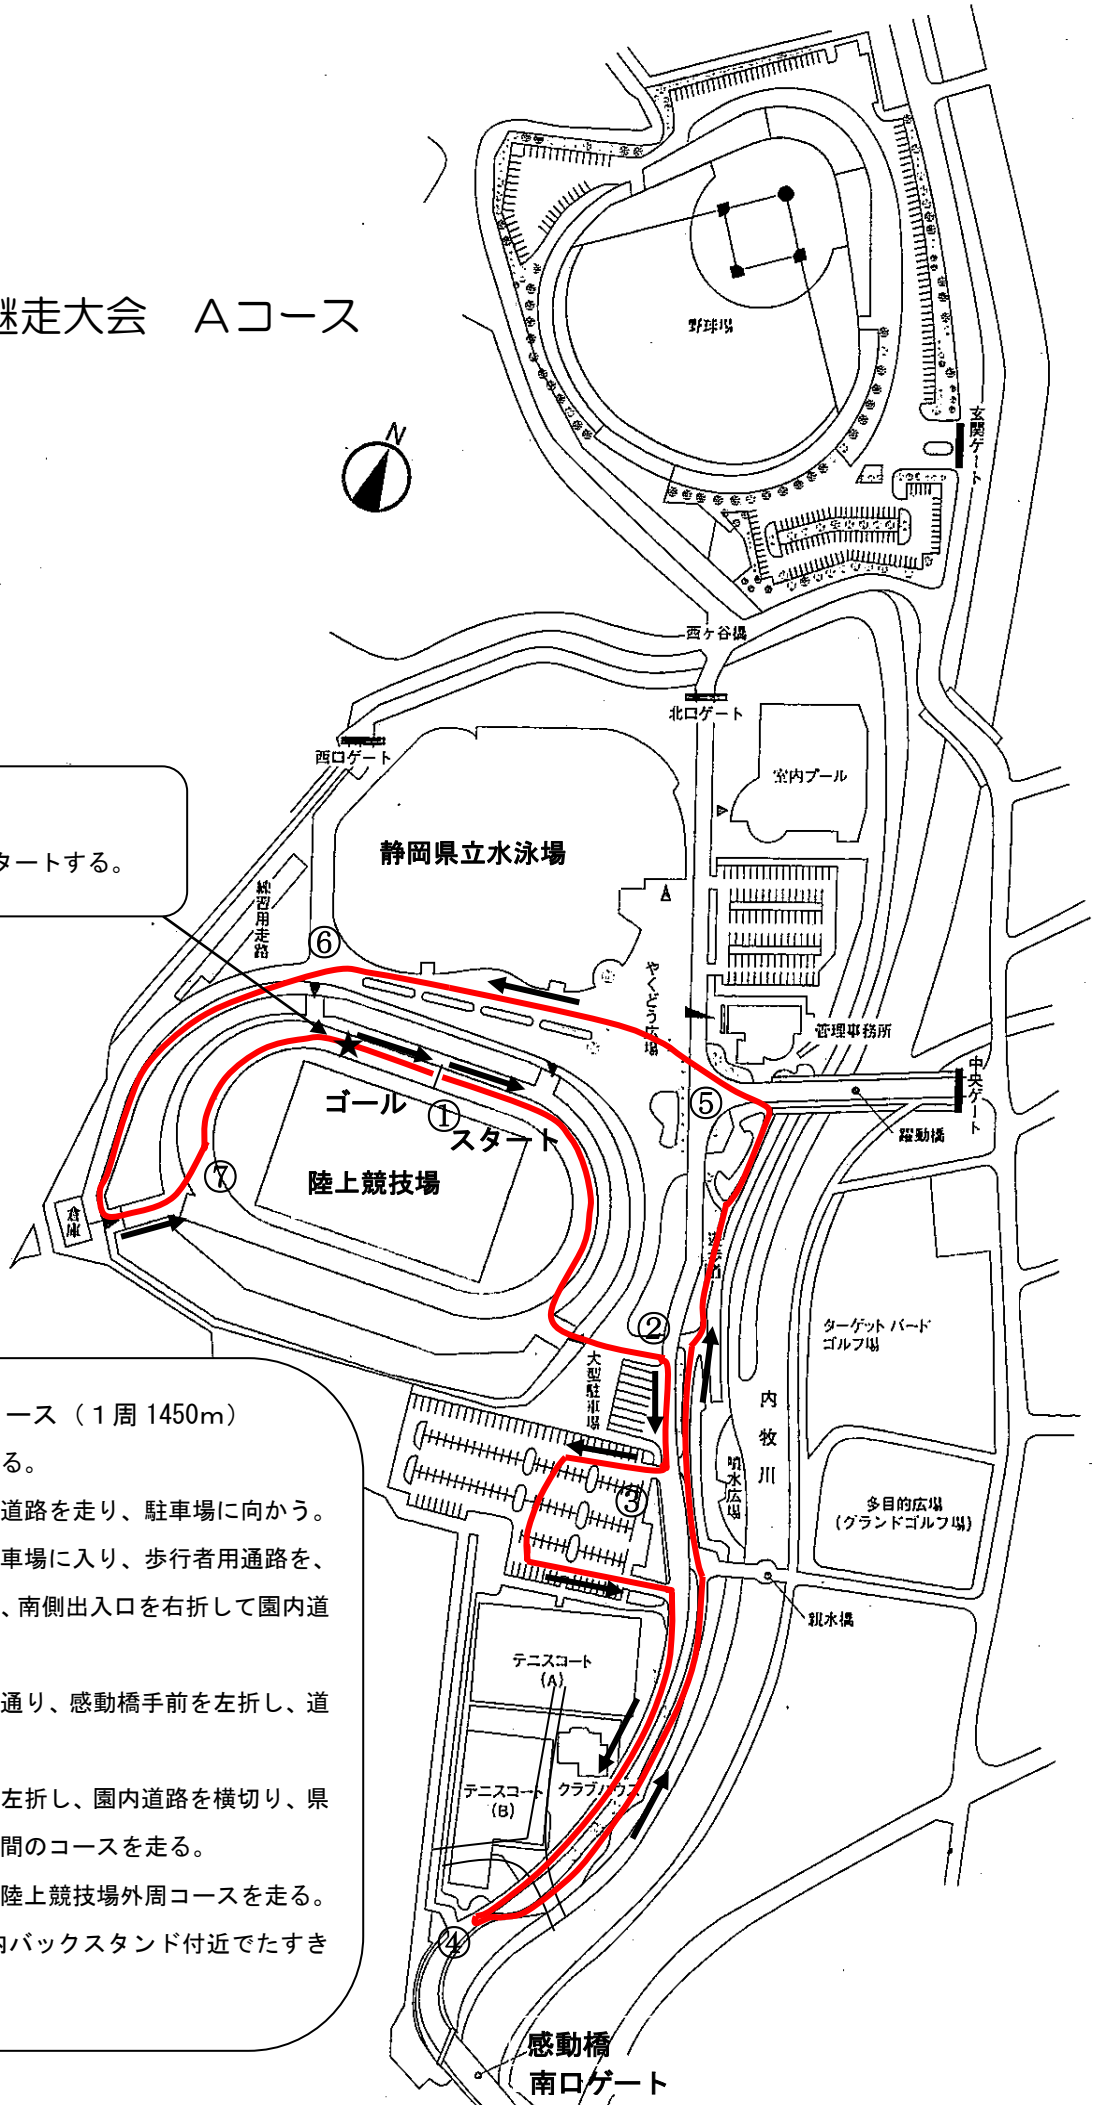 継走大会　Ａコース
N
野球場
玄関ゲート
西ヶ谷橋
北口ゲート
西口ゲート
室内プール
タートする。
静岡県立水泳場
練習用走路
⑥
やくどう広場
管理事務所
中央ゲート
躍動橋
⑤
ゴール
①
スタート
陸上競技場
⑦
倉庫
②
大型駐車場
ターゲット バード
ゴルフ場
内牧川
噴水広場
多目的広場
(グランドゴルフ場)
③
親水橋
ース（１周 1450ｍ）
る。
道路を走り、駐車場に向かう。
車場に入り、歩行者用通路を、
、南側出入口を右折して園内道
通り、感動橋手前を左折し、道
左折し、園内道路を横切り、県
間のコースを走る。
陸上競技場外周コースを走る。
内バックスタンド付近でたすき
テニスコート
(A)
テニスコート
(B)
クラブハウス
④
感動橋
南口ゲート